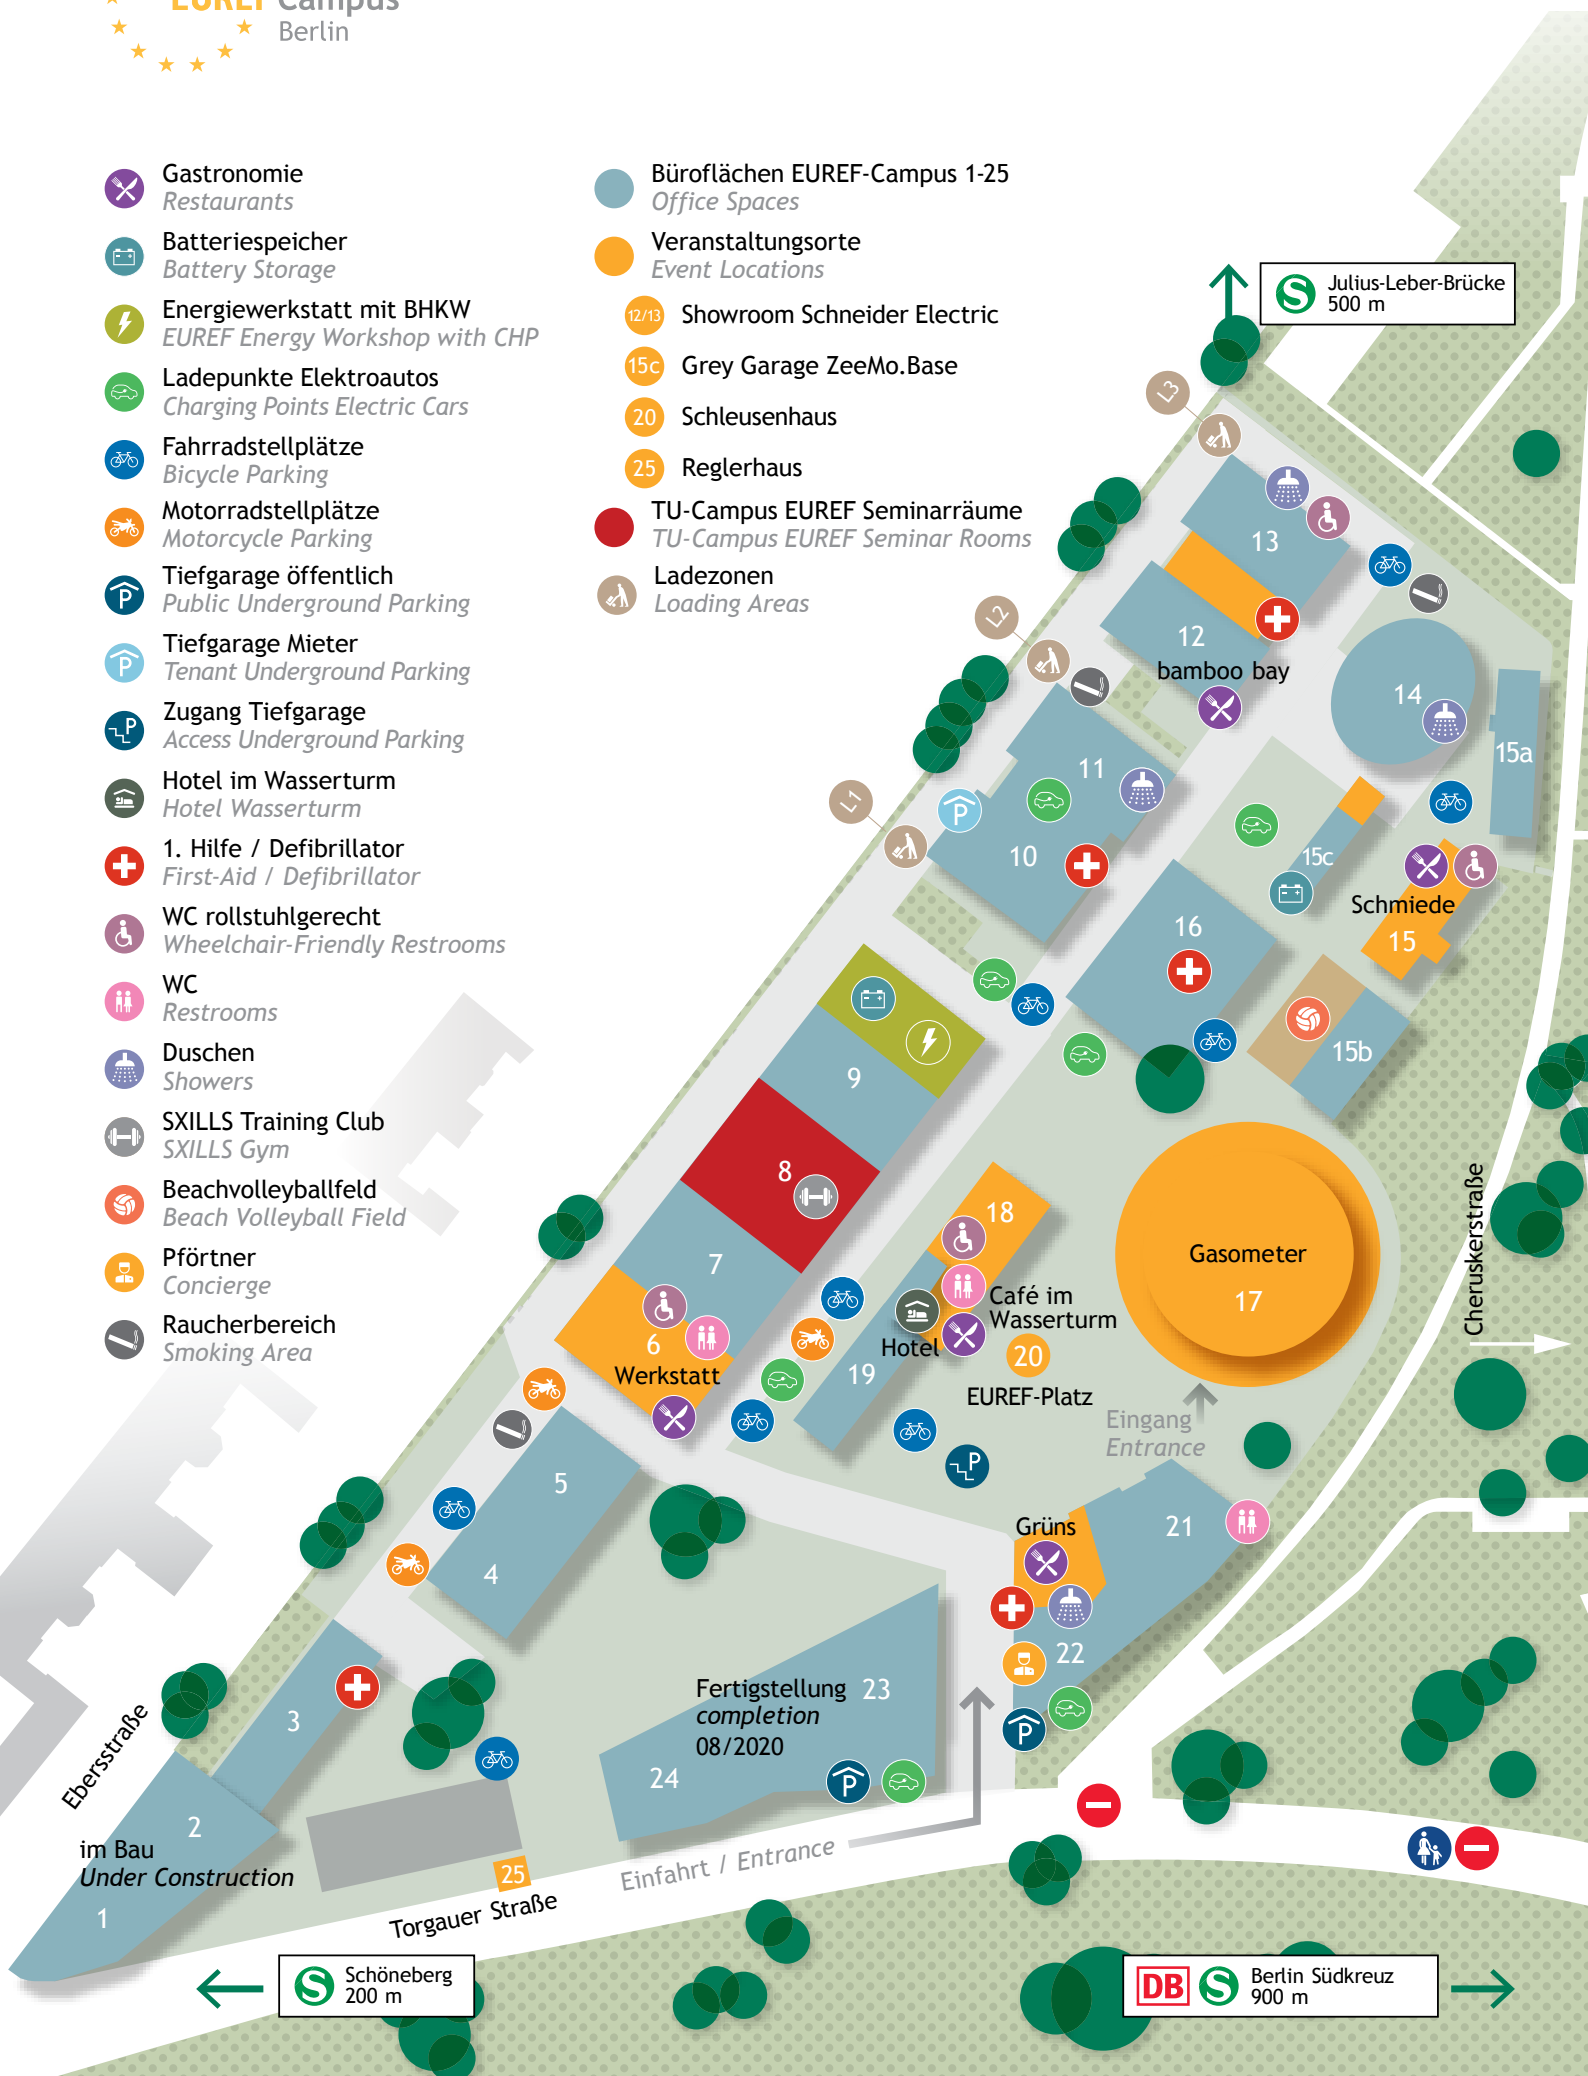 EUREF Campus
Berlin
Gastronomie
Restaurants
Batteriespeicher
Battery Storage
Energiewerkstatt mit BHKW
EUREF Energy Workshop with CHP
Ladepunkte Elektroautos
Charging Points Electric Cars
Fahrradstellplätze
Bicycle Parking
Motorradstellplätze
Motorcycle Parking
Tiefgarage öffentlich
Public Underground Parking
Tiefgarage Mieter
Tenant Underground Parking
Zugang Tiefgarage
Access Underground Parking
Hotel im Wasserturm
Hotel Wasserturm
1. Hilfe / Defibrillator
First-Aid / Defibrillator
WC rollstuhlgerecht
Wheelchair-Friendly Restrooms
WC
Restrooms
Duschen
Showers
SXILLS Training Club
SXILLS Gym
Beachvolleyballfeld
Beach Volleyball Field
Pförtner
Concierge
Raucherbereich
Smoking Area
Büroflächen EUREF-Campus 1-25
Office Spaces
Veranstaltungsorte
Event Locations
12/13 Showroom Schneider Electric
15c Grey Garage ZeeMo.Base
20 Schleusenhaus
25 Reglerhaus
TU-Campus EUREF Seminarräume
TU-Campus EUREF Seminar Rooms
Ladezonen
Loading Areas
S Julius-Leber-Brücke
500 m
L3
13
L2
12
bamboo bay
14
15a
11
L1
10
15c
Schmiede
15
16
15b
9
8
7
6
Werkstatt
18
Café im
Wasserturm
Hotel
20
19
EUREF-Platz
Gasometer
17
Eingang
Entrance
Cheruskerstraße
5
4
Grüns
21
22
3
Fertigstellung
completion
08/2020
23
24
Ebersstraße
2
im Bau
Under Construction
1
25
Einfahrt / Entrance
Torgauer Straße
S Schöneberg
200 m
DB S Berlin Südkreuz
900 m